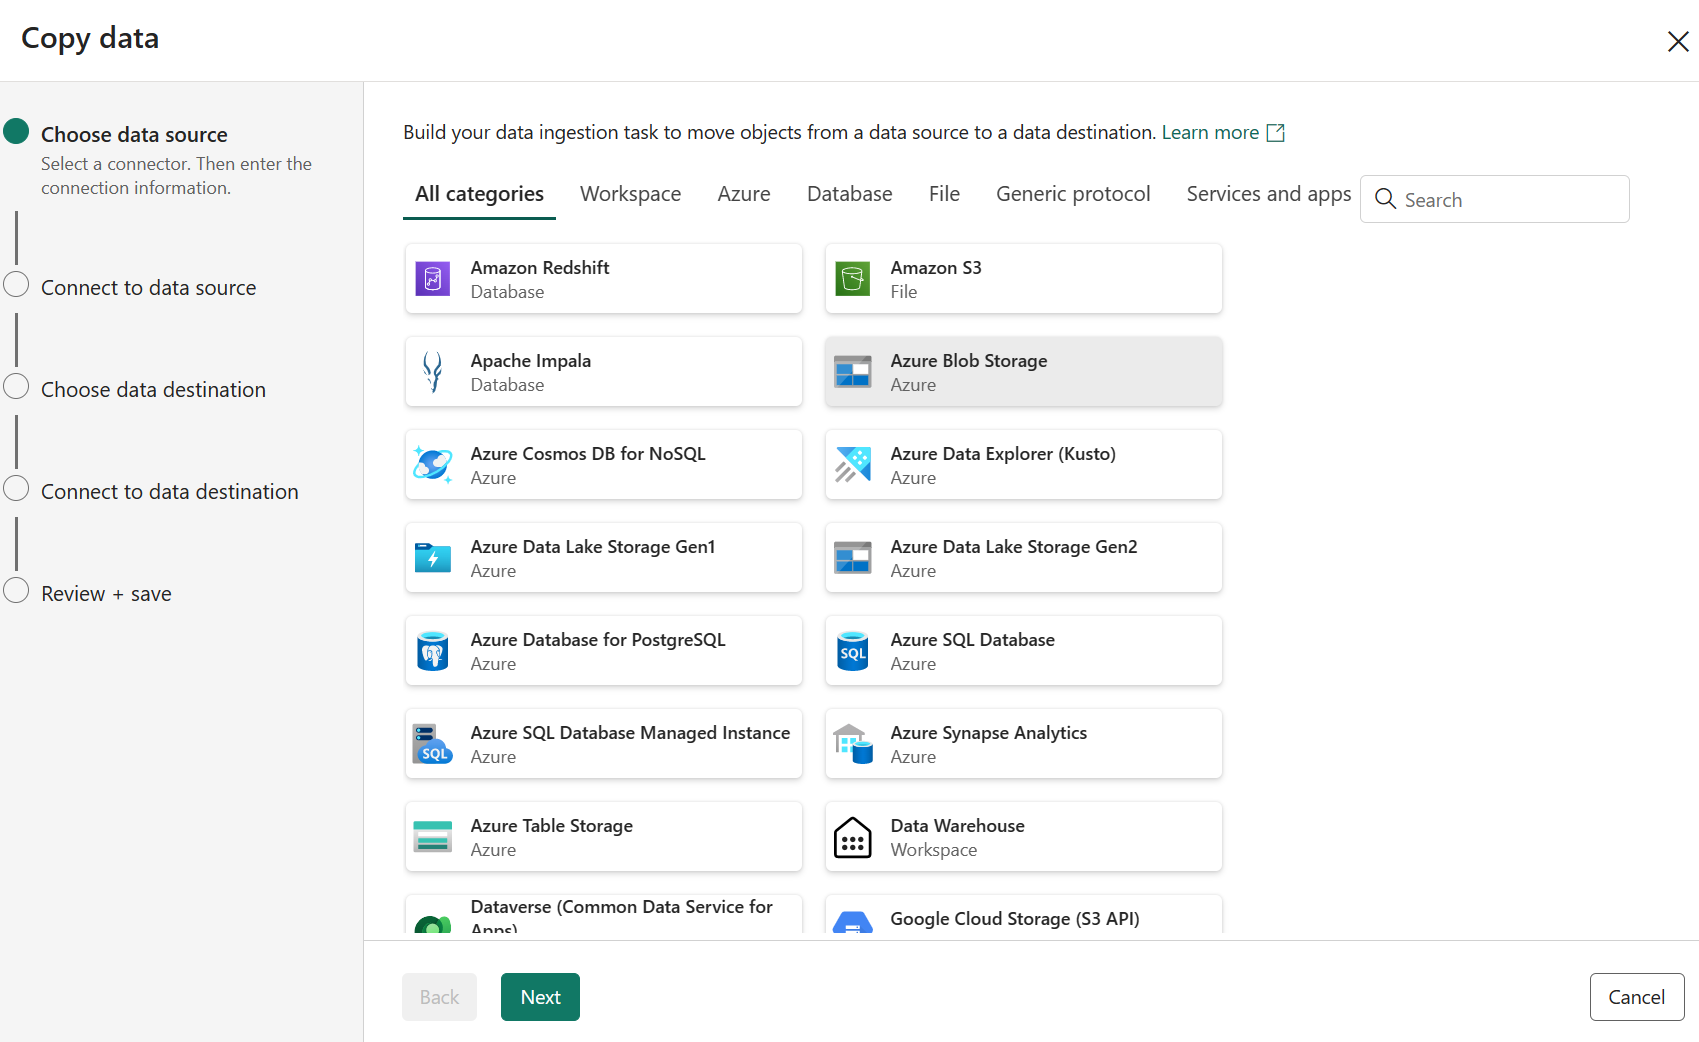 Copy data
Choose data source
Select a connector. Then enter the
connection information.
Connect to data source
Choose data destination
Connect to data destination
Review + save
Build your data ingestion task to move objects from a data source to a data destination. Learn more
All categories Workspace Azure Database File Generic protocol Services and apps Search
Amazon Redshift
Database
Amazon S3
File
Apache Impala
Database
Azure Blob Storage
Azure
Azure Cosmos DB for NoSQL
Azure
Azure Data Explorer (Kusto)
Azure
Azure Data Lake Storage Gen1
Azure
Azure Data Lake Storage Gen2
Azure
Azure Database for PostgreSQL
Azure
SQL
Azure SQL Database
Azure
SQL
Azure SQL Database Managed Instance
Azure
Azure Synapse Analytics
Azure
Azure Table Storage
Azure
Data Warehouse
Workspace
Dataverse (Common Data Service for
Apps)
Google Cloud Storage (S3 API)
Back Next Cancel